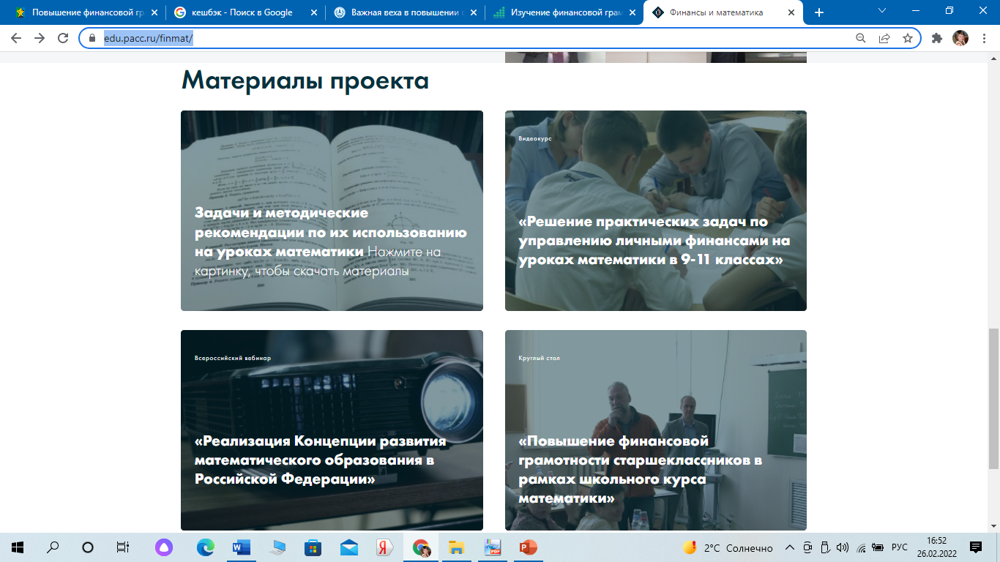 Повышение финансовой гр
кешбэк - Поиск в Google
Важная веха в повышении
Изучение финансовой грам
Финансы и математика
edu.pacc.ru/finmat/
Материалы проекта
Задачи и методические
рекомендации по их использованию
на уроках математики Нажмите на
картинку, чтобы скачать материалы
Видеокурс
«Решение практических задач по
управлению личными финансами на
уроках математики в 9-11 классах»
Всероссийский вебинар
«Реализация Концепции развития
математического образования в
Российской Федерации»
Круглый стол
«Повышение финансовой
грамотности старшеклассников в
рамках школьного курса
математики»
2°C Солнечно
РУС
16:52
26.02.2022